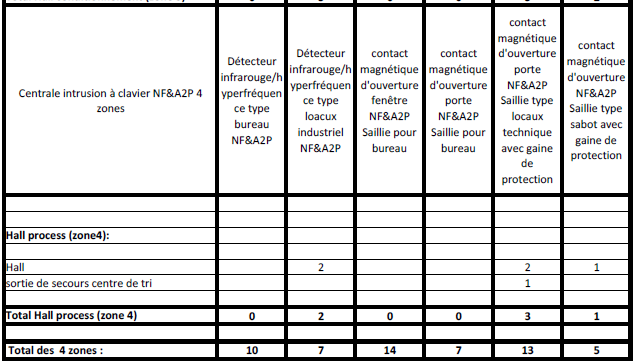 Centrale intrusion à clavier NF&A2P 4
zones
Détecteur
infrarouge/h
yperfréquen
ce type
bureau
NF&A2P
Détecteur
infrarouge/h
yperfréquen
ce type
loacux
industriel
NF&A2P
contact
magnétique
d'ouverture
fenêtre
NF&A2P
Saillie pour
bureau
contact
magnétique
d'ouverture
porte
NF&A2P
Saillie pour
bureau
contact
magnétique
d'ouverture
porte
NF&A2P
Saillie type
locaux
technique
avec gaine
de
protection
contact
magnétique
d'ouverture
NF&A2P
Saillie type
sabot avec
gaine de
protection
Hall process (zone4):
Hall 2 2 1
sortie de secours centre de tri 1
Total Hall process (zone 4) 0 2 0 0 3 1
Total des 4 zones : 10 7 14 7 13 5